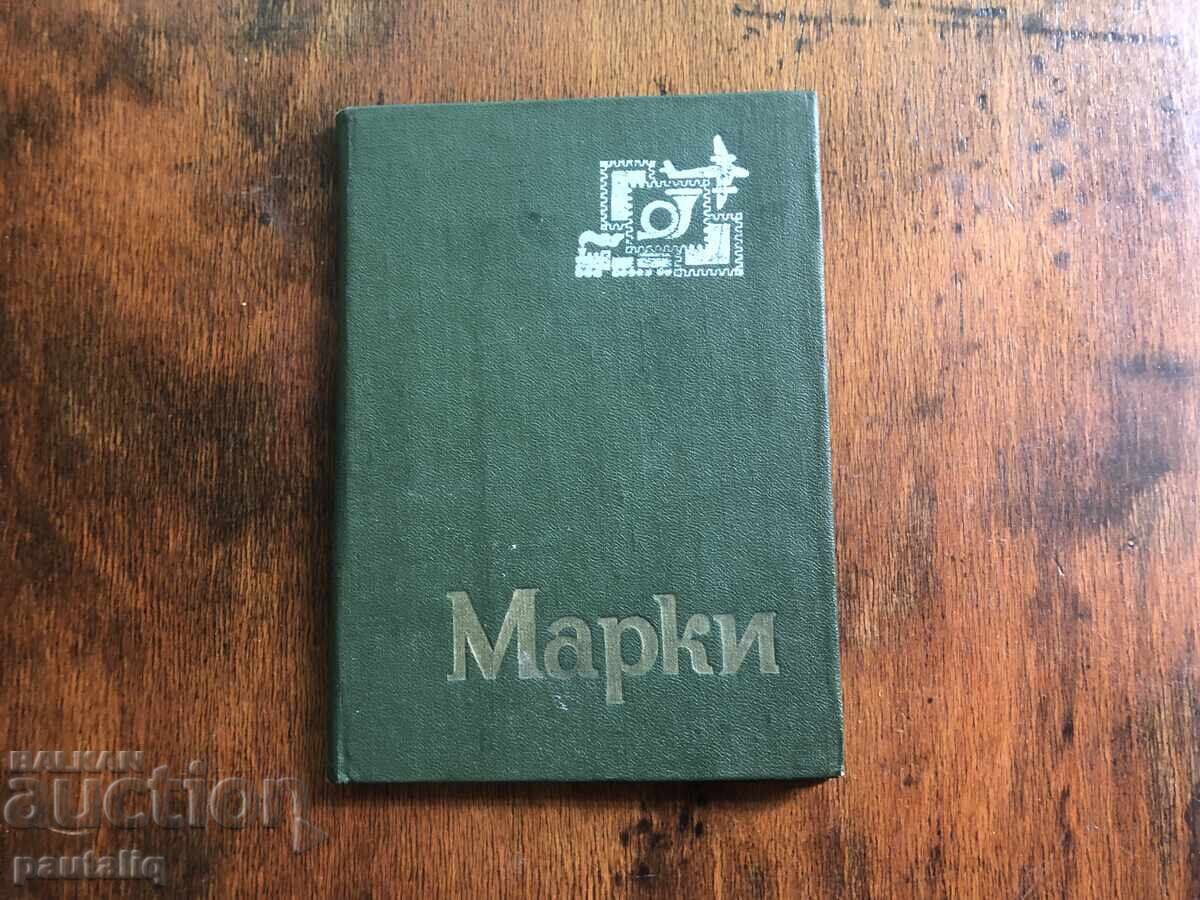 Марки
BALKAN
auction
pautaliq